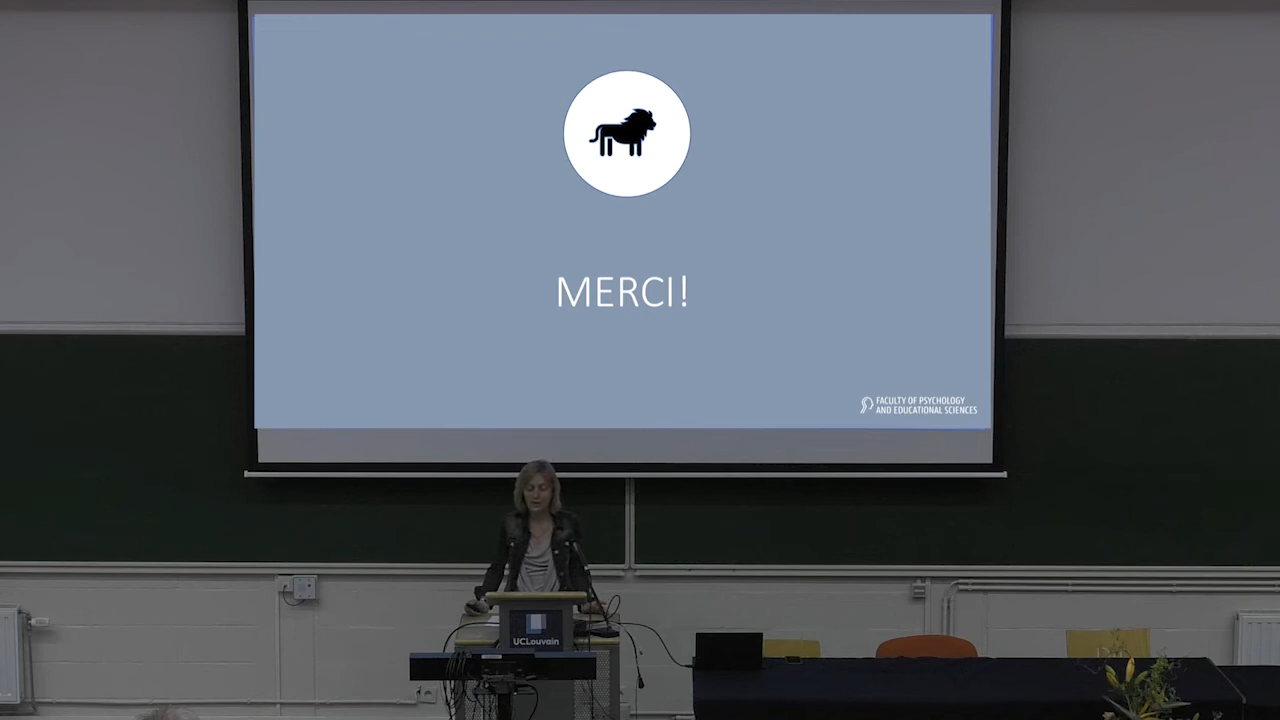 MERCI!
FACULTY OF PSYCHOLOGY
AND EDUCATIONAL SCIENCES
UCLouvain